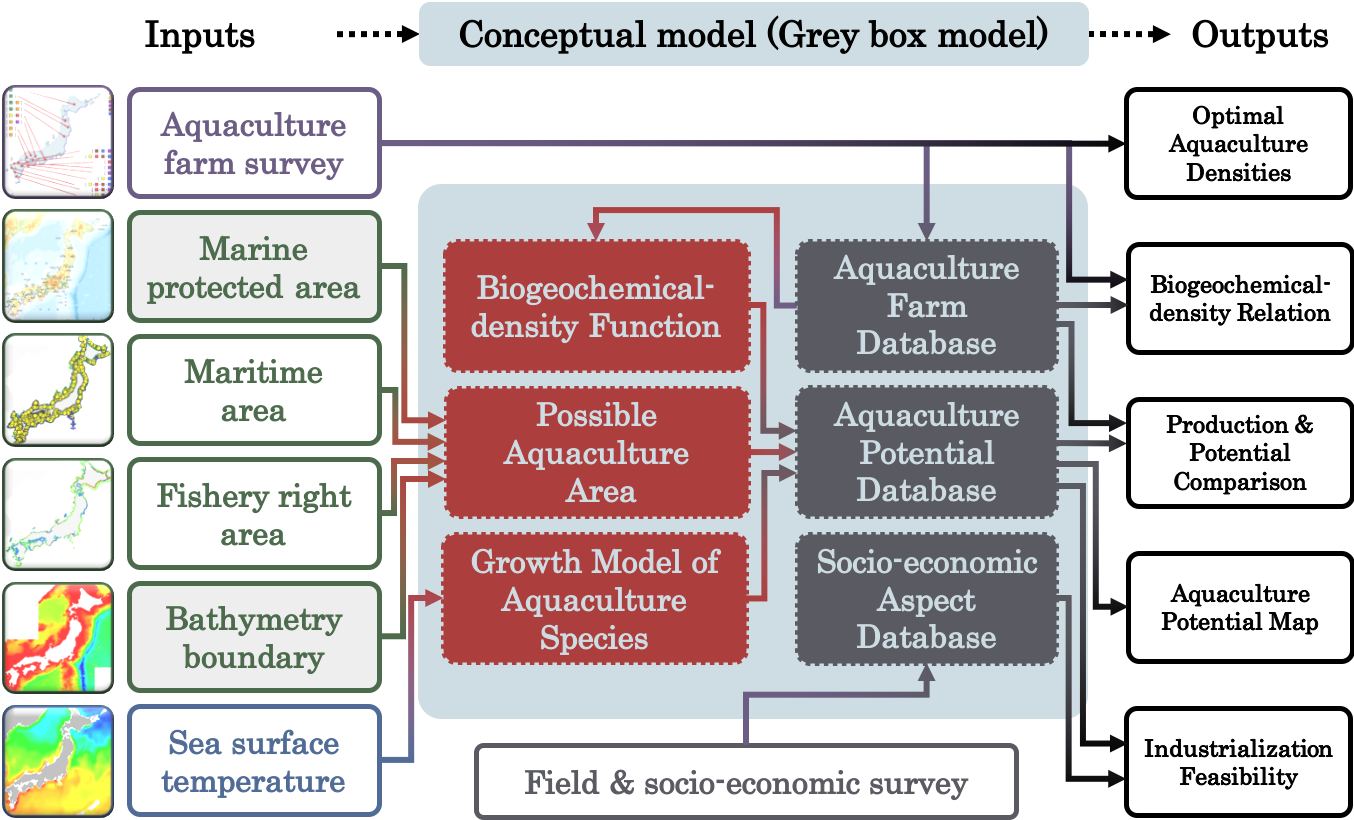 Inputs
Conceptual model (Grey box model)
Outputs
Aquaculture
farm survey
Marine
protected area
Maritime
area
Fishery right
area
Bathymetry
boundary
Sea surface
temperature
Biogeochemical-
density Function
Possible
Aquaculture
Area
Growth Model of
Aquaculture
Species
Aquaculture
Farm
Database
Aquaculture
Potential
Database
Socio-economic
Aspect
Database
Field & socio-economic survey
Optimal
Aquaculture
Densities
Biogeochemical-
density Relation
Production &
Potential
Comparison
Aquaculture
Potential Map
Industrialization
Feasibility